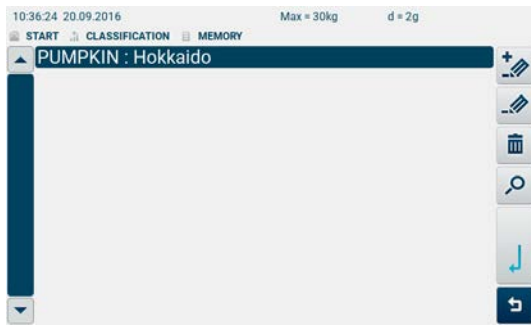 10:36:24 20.09.2016 Max = 30kg d = 2g
START CLASSIFICATION MEMORY
PUMPKIN : Hokkaido